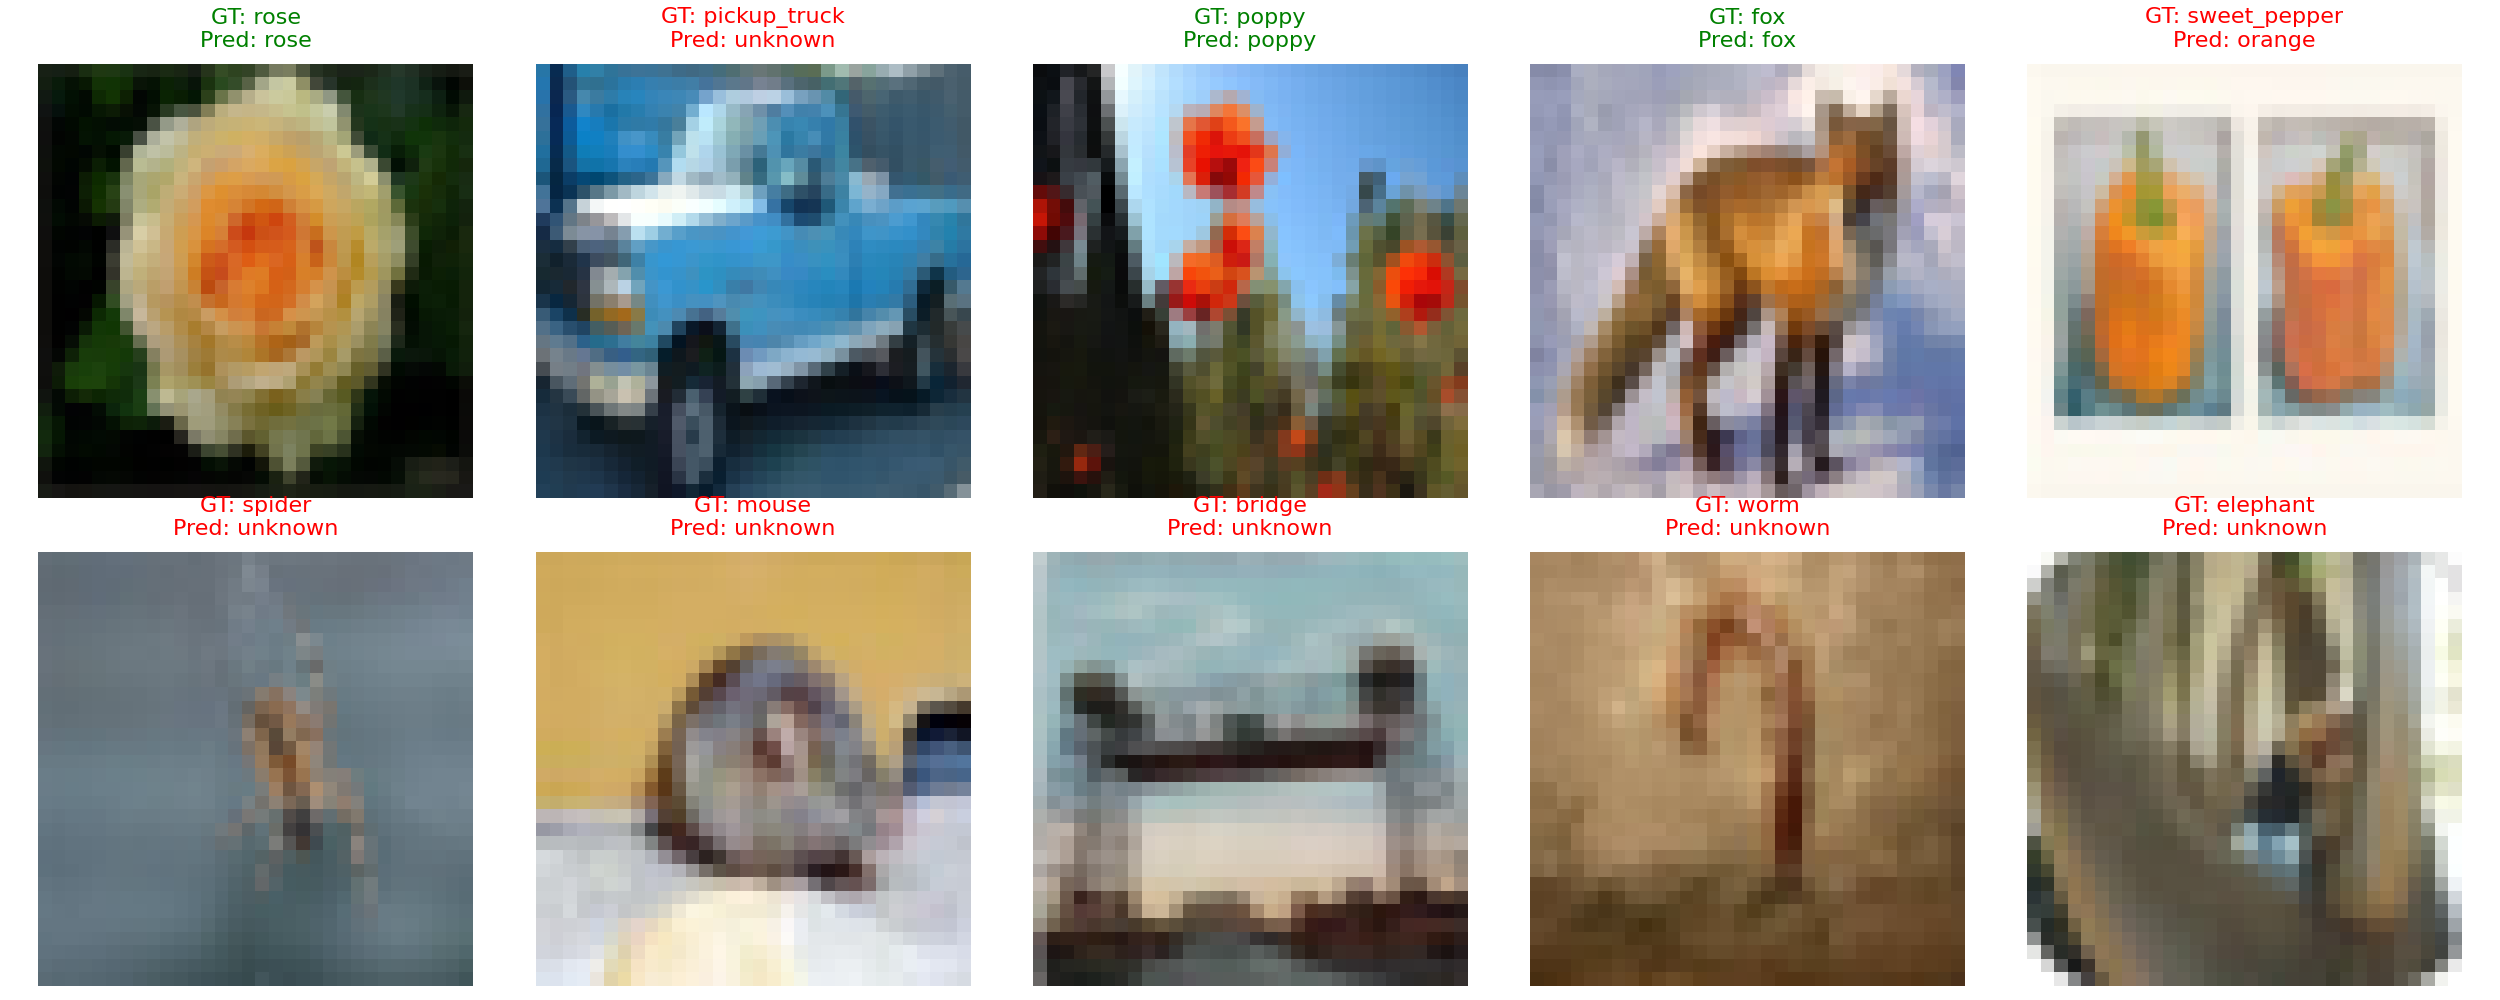 GT: rose
Pred: rose
GT: pickup_truck
Pred: unknown
GT: poppy
Pred: poppy
GT: fox
Pred: fox
GT: sweet_pepper
Pred: orange
GT: spider
Pred: unknown
GT: mouse
Pred: unknown
GT: bridge
Pred: unknown
GT: worm
Pred: unknown
GT: elephant
Pred: unknown